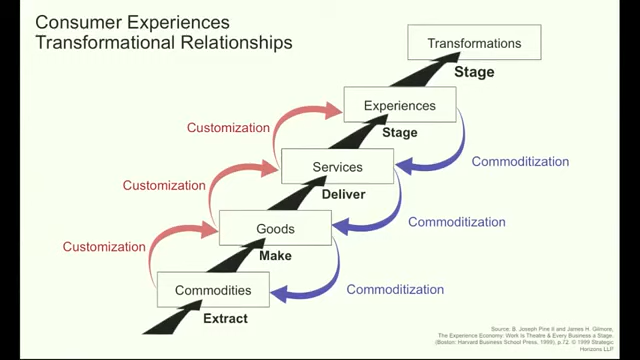 Consumer Experiences
Transformational Relationships
Transformations
Stage
Experiences
Customization
Stage
Commoditization
Services
Customization
Deliver
Commoditization
Goods
Customization
Make
Commodities
Commoditization
Extract
Source: B. Joseph Pine II and James H. Gilmore,
The Experience Economy: Work Is Theatre & Every Business a Stage.
(Boston: Harvard Business School Press, 1999), p.72. © 1999 Strategic
Horizons LLP